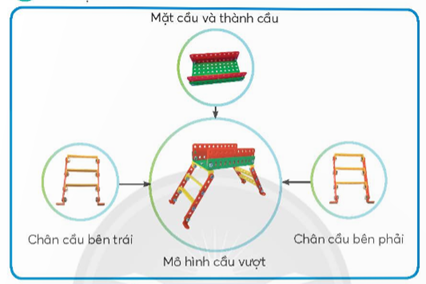 Mặt cầu và thành cầu
Chân cầu bên trái
Chân cầu bên phải
Mô hình cầu vượt